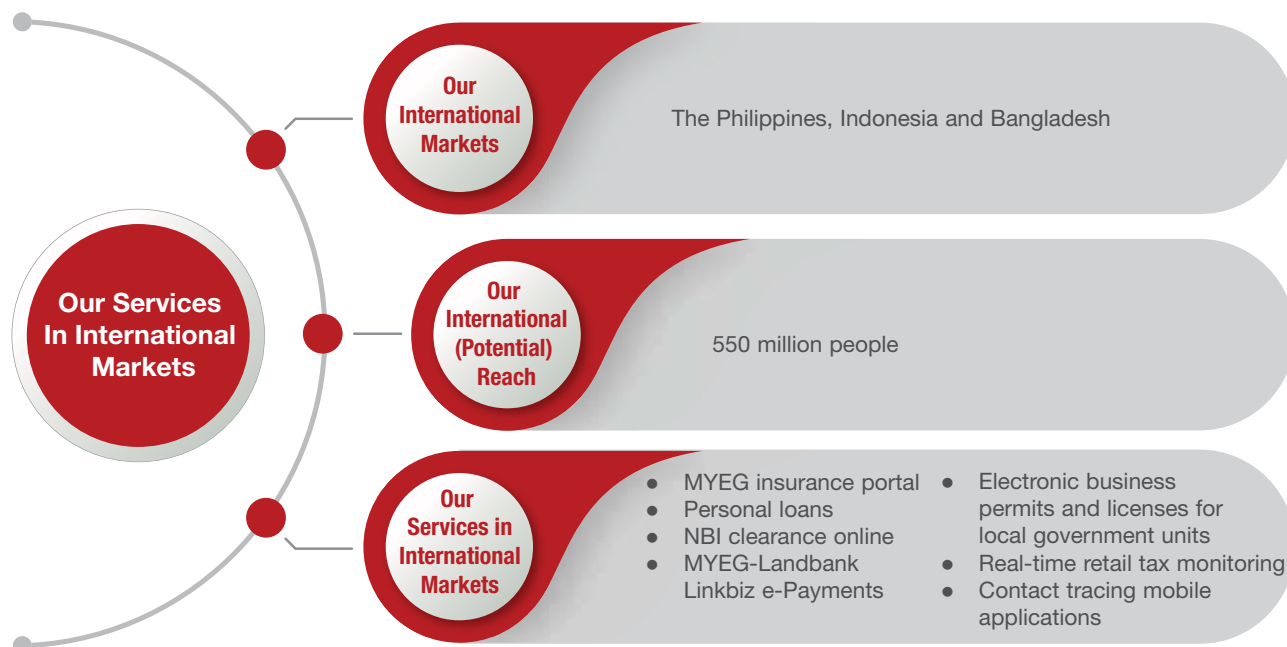 Our Services
In International
Markets
Our
International
Markets
The Philippines, Indonesia and Bangladesh
Our
International
(Potential)
Reach
550 million people
Our
Services in
International
Markets
● MYEG insurance portal
● Personal loans
● NBI clearance online
● MYEG-Landbank
Linkbiz e-Payments
● Electronic business
permits and licenses for
local government units
● Real-time retail tax monitoring
● Contact tracing mobile
applications